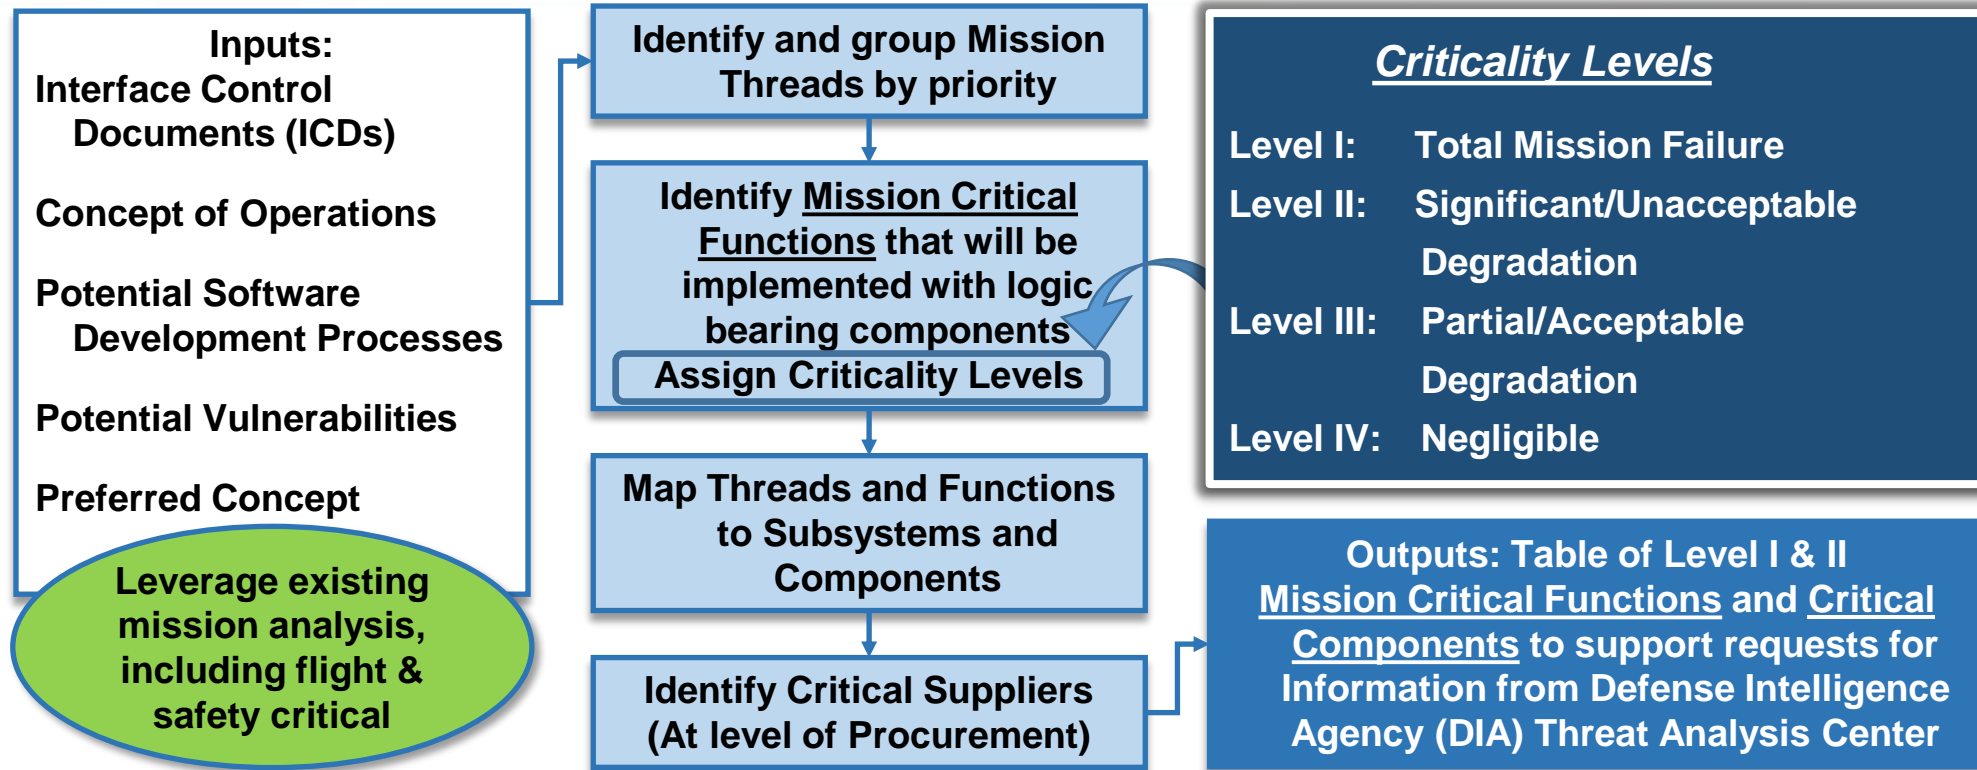 Inputs:
Interface Control
Documents (ICDs)
Concept of Operations
Potential Software
Development Processes
Potential Vulnerabilities
Preferred Concept
Leverage existing
mission analysis,
including flight &
safety critical
Identify and group Mission
Threads by priority
Identify Mission Critical
Functions that will be
implemented with logic
bearing components
Assign Criticality Levels
Map Threads and Functions
to Subsystems and
Components
Identify Critical Suppliers
(At level of Procurement)
Criticality Levels
Level I: Total Mission Failure
Level II: Significant/Unacceptable
Degradation
Level III: Partial/Acceptable
Degradation
Level IV: Negligible
Outputs: Table of Level I & II
Mission Critical Functions and Critical
Components to support requests for
Information from Defense Intelligence
Agency (DIA) Threat Analysis Center